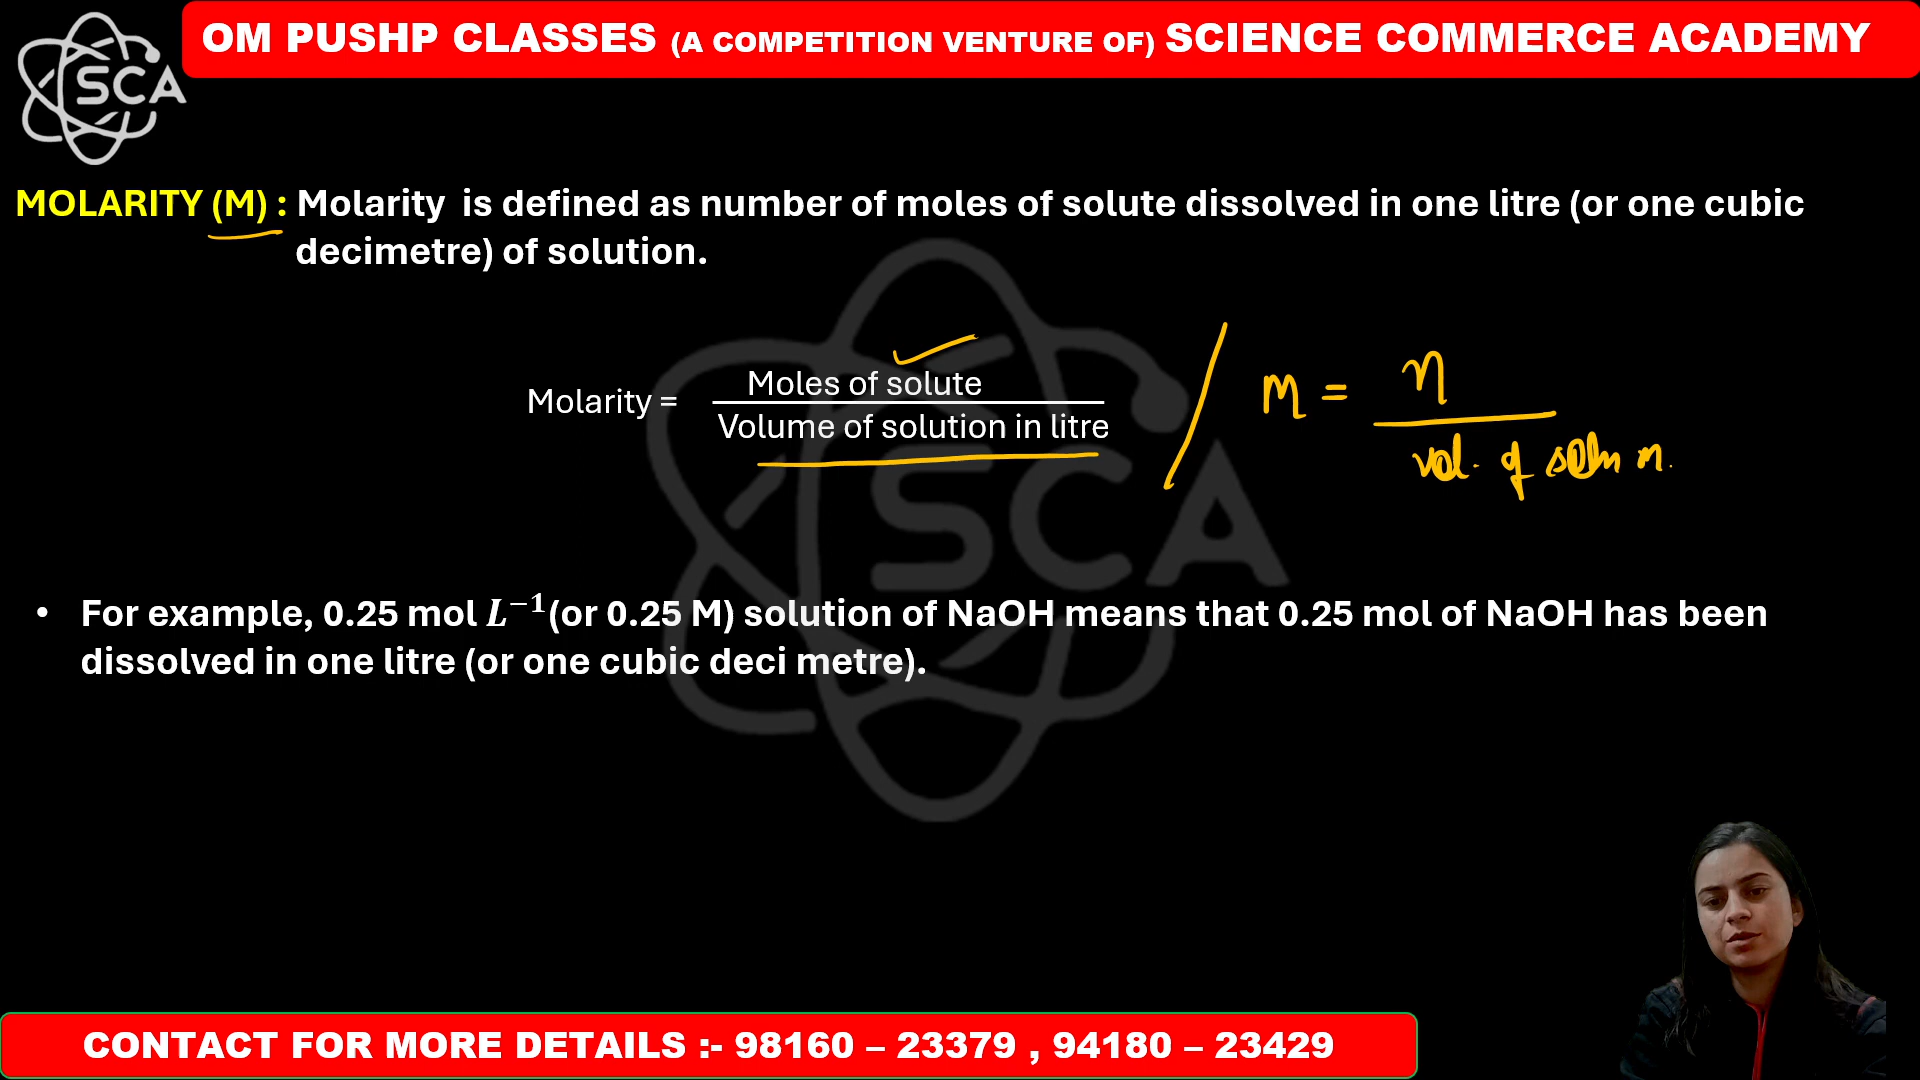 OM PUSHP CLASSES (A COMPETITION VENTURE OF) SCIENCE COMMERCE ACADEMY
SCA
MOLARITY (M) : Molarity is defined as number of moles of solute dissolved in one litre (or one cubic
decimetre) of solution.
Molarity = Moles of solute
Volume of solution in litre
M = n
vol. of soln
SCA
• For example, 0.25 mol L⁻¹(or 0.25 M) solution of NaOH means that 0.25 mol of NaOH has been
dissolved in one litre (or one cubic deci metre).
CONTACT FOR MORE DETAILS :- 98160 – 23379 , 94180 – 23429